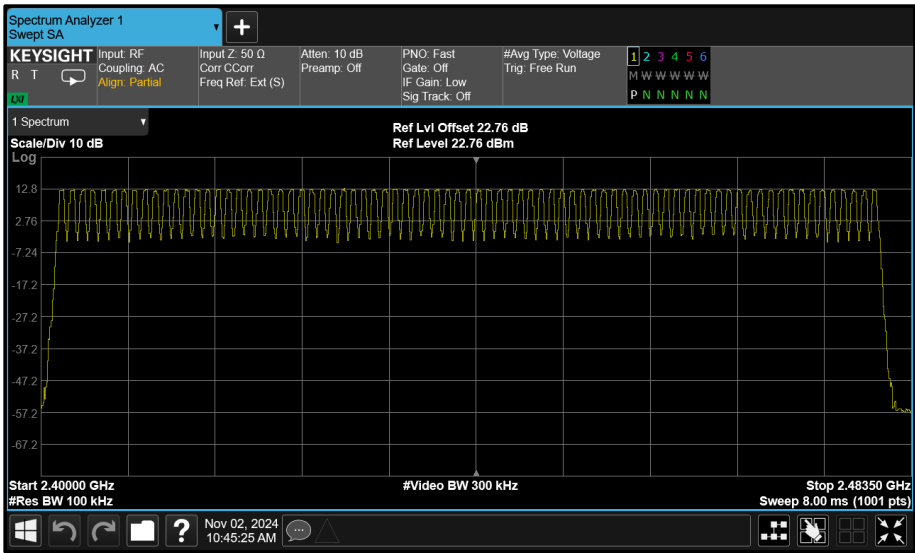 Spectrum Analyzer 1
Swept SA
+
KEYSIGHT
R T
LXI
Input: RF
Coupling: AC
Align: Partial
Input Z: 50 Ω
Corr CCorr
Freq Ref: Ext (S)
Atten: 10 dB
Preamp: Off
PNO: Fast
Gate: Off
IF Gain: Low
Sig Track: Off
#Avg Type: Voltage
Trig: Free Run
1 2 3 4 5 6
M W W W W W
P N N N N N
1 Spectrum
Scale/Div 10 dB
Ref Lvl Offset 22.76 dB
Ref Level 22.76 dBm
Log
12.8
2.76
-7.24
-17.2
-27.2
-37.2
-47.2
-57.2
-67.2
Start 2.40000 GHz
#Res BW 100 kHz
#Video BW 300 kHz
Stop 2.48350 GHz
Sweep 8.00 ms (1001 pts)
?
Nov 02, 2024
10:45:25 AM